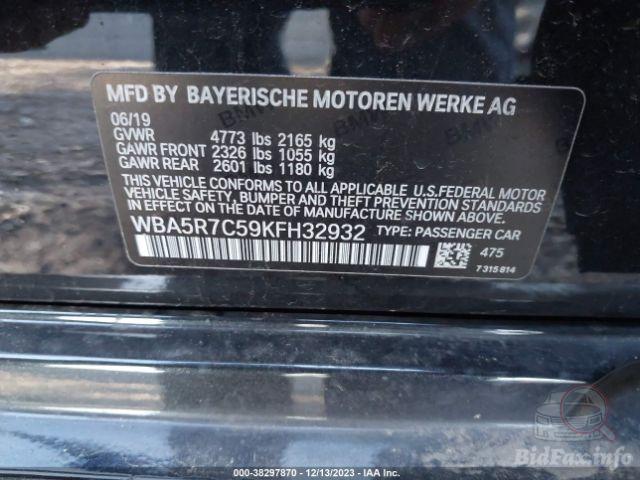 MFD BY BAYERISCHE MOTOREN WERKE AG
06/19
GVWR 4773 lbs 2165 kg
GAWR FRONT 2326 lbs 1055 kg
GAWR REAR 2601 lbs 1180 kg
THIS VEHICLE CONFORMS TO ALL APPLICABLE U.S.FEDERAL MOTOR
VEHICLE SAFETY, BUMPER, AND THEFT PREVENTION STANDARDS
IN EFFECT ON THE DATE OF MANUFACTURE SHOWN ABOVE.
WBA5R7C59KFH32932 TYPE: PASSENGER CAR
475
7315814
000-38297870 - 12/13/2023 - IAA Inc.
BidFax.info